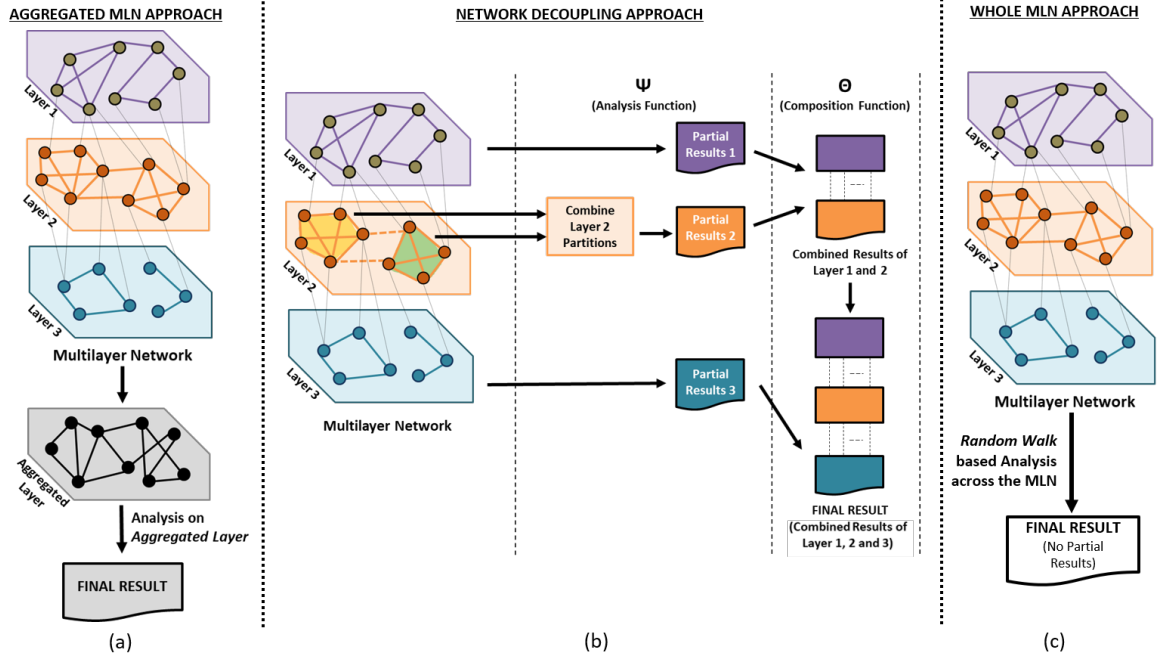 AGGREGATED MLN APPROACH
Layer 1
Layer 2
Layer 3
Multilayer Network
Aggregated
Layer
Analysis on
Aggregated Layer
FINAL RESULT
(a)
NETWORK DECOUPLING APPROACH
Ψ
(Analysis Function)
Θ
(Composition Function)
Layer 1
Layer 2
Layer 3
Multilayer Network
Combine
Layer 2
Partitions
Partial
Results 1
Partial
Results 2
Partial
Results 3
Combined Results of
Layer 1 and 2
FINAL RESULT
(Combined Results of
Layer 1, 2 and 3)
(b)
WHOLE MLN APPROACH
Layer 1
Layer 2
Layer 3
Multilayer Network
Random Walk
based Analysis
across the MLN
FINAL RESULT
(No Partial
Results)
(c)